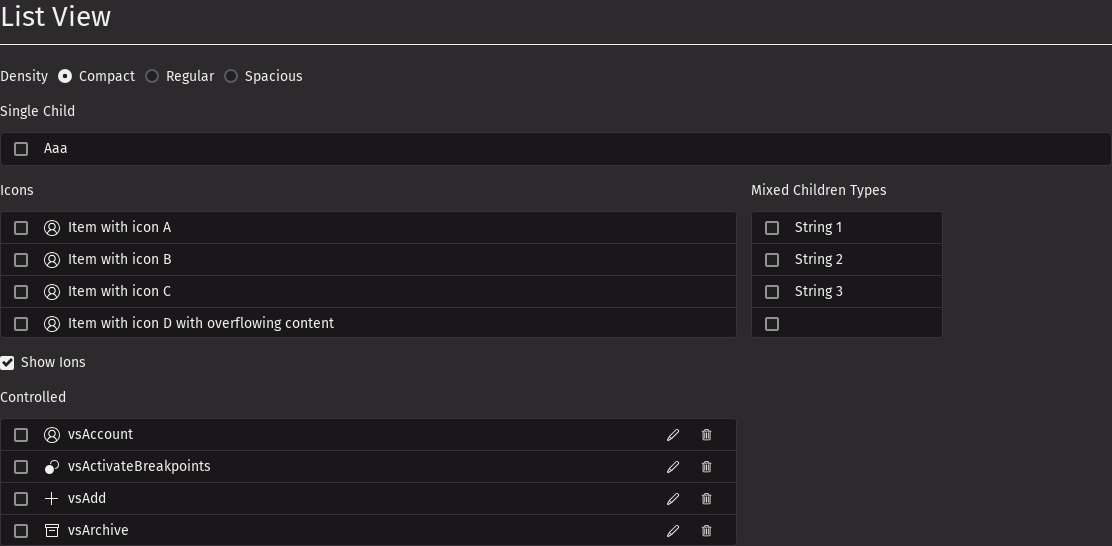 List View
Density Compact Regular Spacious
Single Child
Aaa
Icons
Item with icon A
Item with icon B
Item with icon C
Item with icon D with overflowing content
Mixed Children Types
String 1
String 2
String 3
Show Ions
Controlled
vsAccount
vsActivateBreakpoints
vsAdd
vsArchive